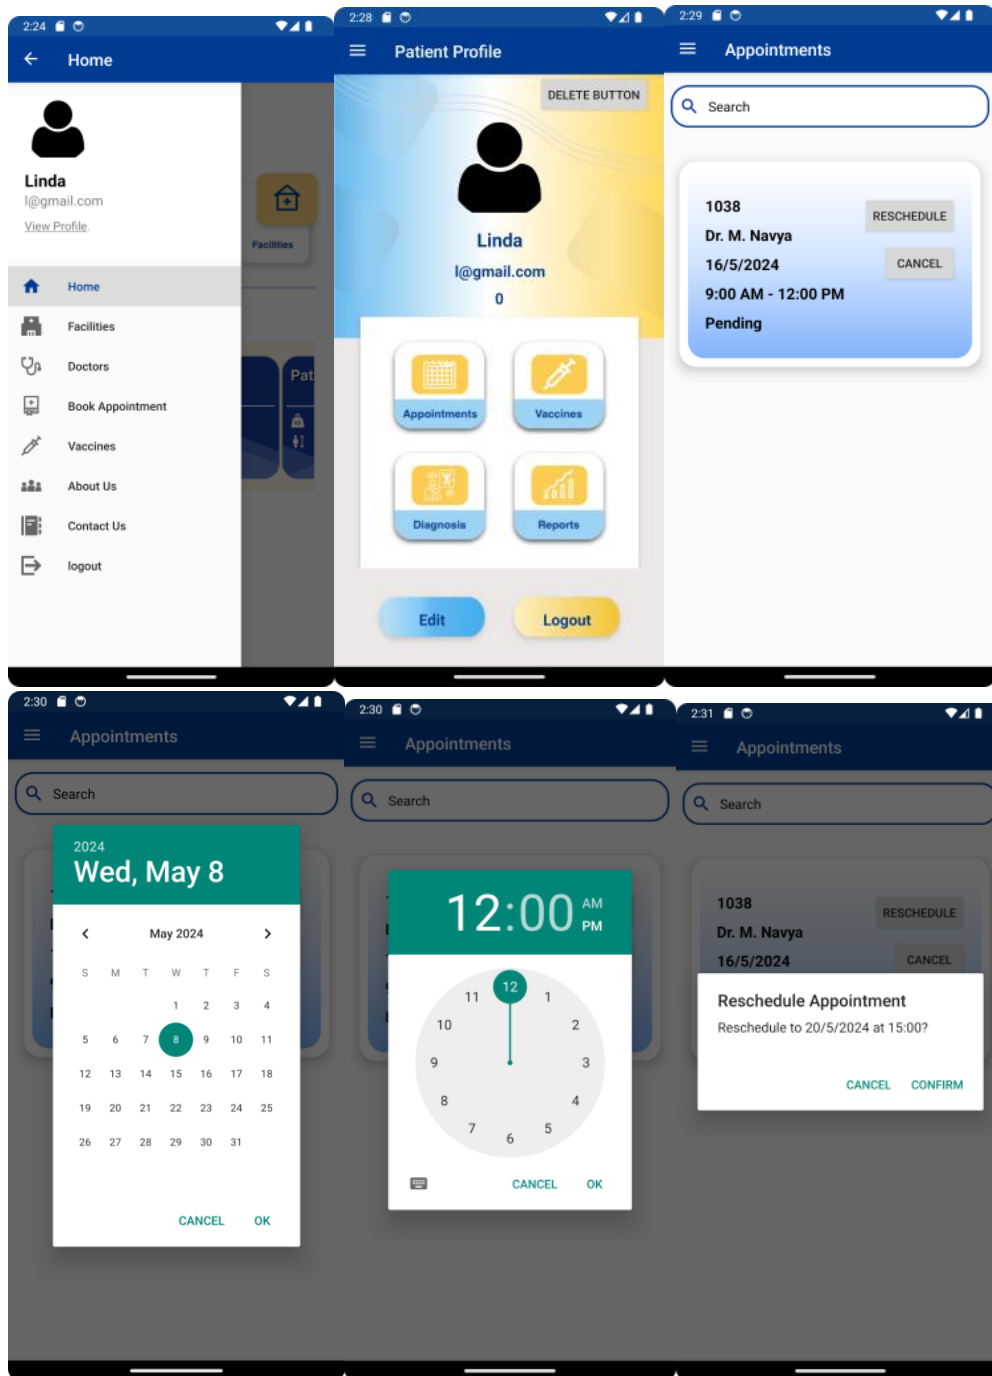 2:24
Home
Linda
l@gmail.com
View Profile.
Home
Facilities
Doctors
Book Appointment
Vaccines
About Us
Contact Us
logout
Facilities
Pat
2:28
Patient Profile
DELETE BUTTON
Linda
l@gmail.com
0
Appointments
Vaccines
Diagnosis
Reports
Edit
Logout
2:29
Appointments
Search
1038
Dr. M. Navya
16/5/2024
9:00 AM - 12:00 PM
Pending
RESCHEDULE
CANCEL
2:30
Appointments
Search
2024
Wed, May 8
May 2024
S M T W T F S
1 2 3 4
5 6 7 8 9 10 11
12 13 14 15 16 17 18
19 20 21 22 23 24 25
26 27 28 29 30 31
CANCEL OK
2:30
Appointments
Search
12:00 AM
PM
12
11 1
10 2
9 3
8 4
7 5
6
CANCEL OK
2:31
Appointments
Search
1038
RESCHEDULE
Dr. M. Navya
16/5/2024
CANCEL
Reschedule Appointment
Reschedule to 20/5/2024 at 15:00?
CANCEL CONFIRM